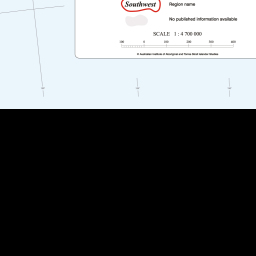 Southwest
Region name
No published information available
SCALE 1 : 4 700 000
100 0 100 200 300 400
© Australian Institute of Aboriginal and Torres Strait Islander Studies